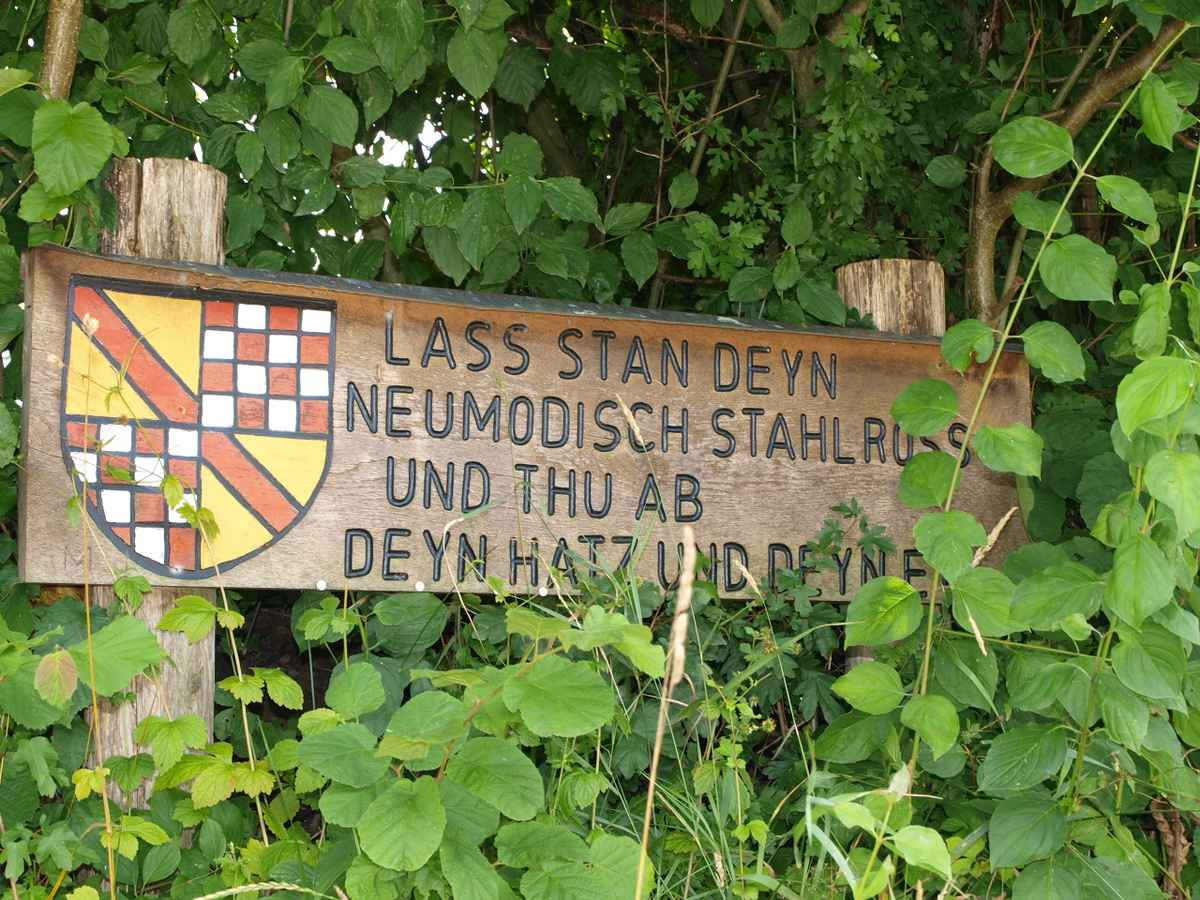 LASS STAN DEYN
NEUMODISCH STAHLROSS
UND THU AB
DEYN HATZ UND DEYN